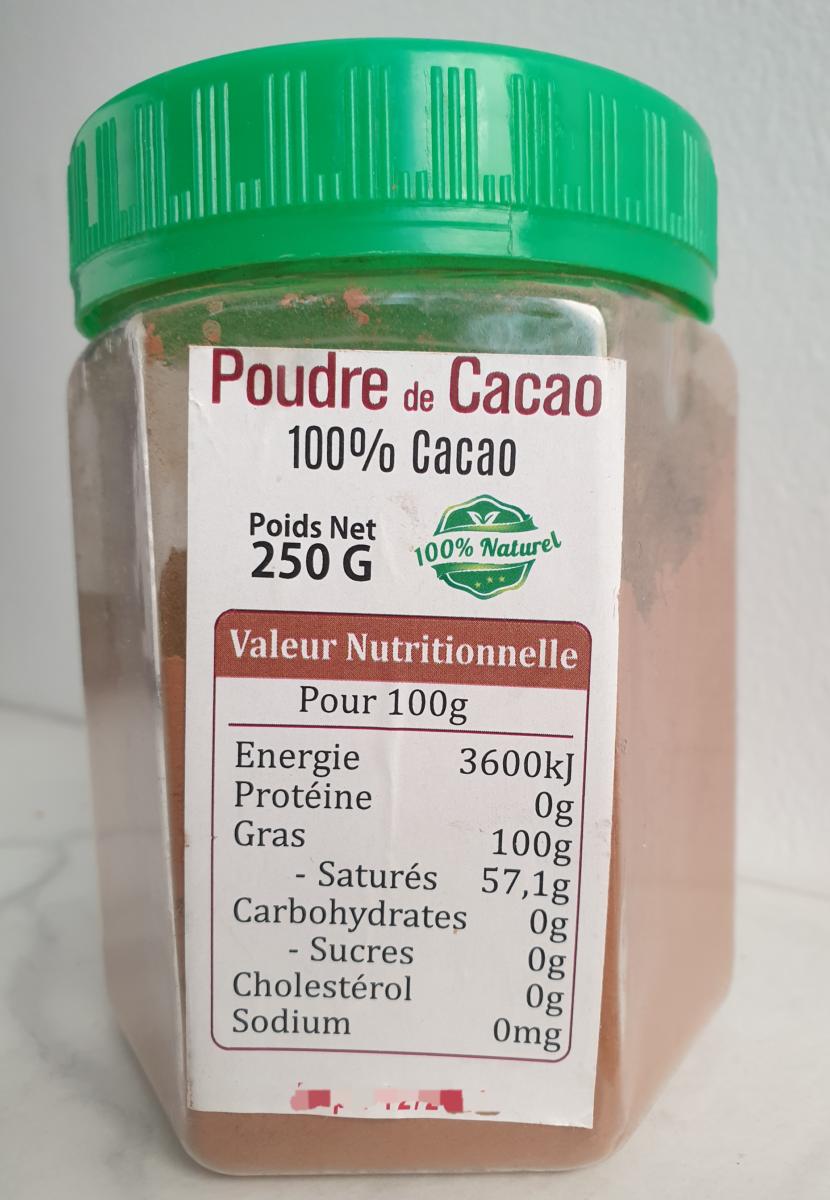 Poudre de Cacao
100% Cacao
Poids Net
250 G
100% Naturel
Valeur Nutritionnelle
Pour 100g
Energie 3600kJ
Protéine 0g
Gras 100g
- Saturés 57,1g
Carbohydrates 0g
- Sucres 0g
Cholestérol 0g
Sodium 0mg